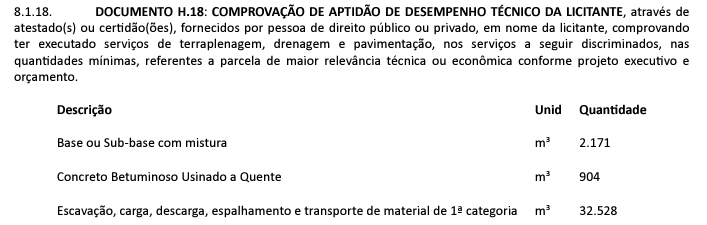 8.1.18. DOCUMENTO H.18: COMPROVAÇÃO DE APTIDÃO DE DESEMPENHO TÉCNICO DA LICITANTE, através de
atestado(s) ou certidão(ões), fornecidos por pessoa de direito público ou privado, em nome da licitante, comprovando
ter executado serviços de terraplenagem, drenagem e pavimentação, nos serviços a seguir discriminados, nas
quantidades mínimas, referentes a parcela de maior relevância técnica ou econômica conforme projeto executivo e
orçamento.
Descrição Unid Quantidade
Base ou Sub-base com mistura m³ 2.171
Concreto Betuminoso Usinado a Quente m³ 904
Escavação, carga, descarga, espalhamento e transporte de material de 1ª categoria m³ 32.528